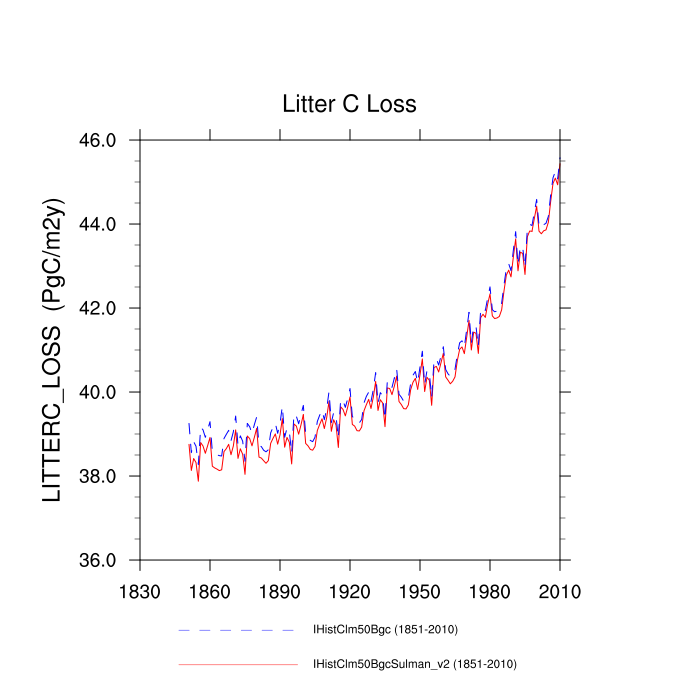 Litter C Loss
LITTERC_LOSS (PgC/m2y)
46.0
44.0
42.0
40.0
38.0
36.0
1830 1860 1890 1920 1950 1980 2010
IHistClm50Bgc (1851-2010)
IHistClm50BgcSulman_v2 (1851-2010)